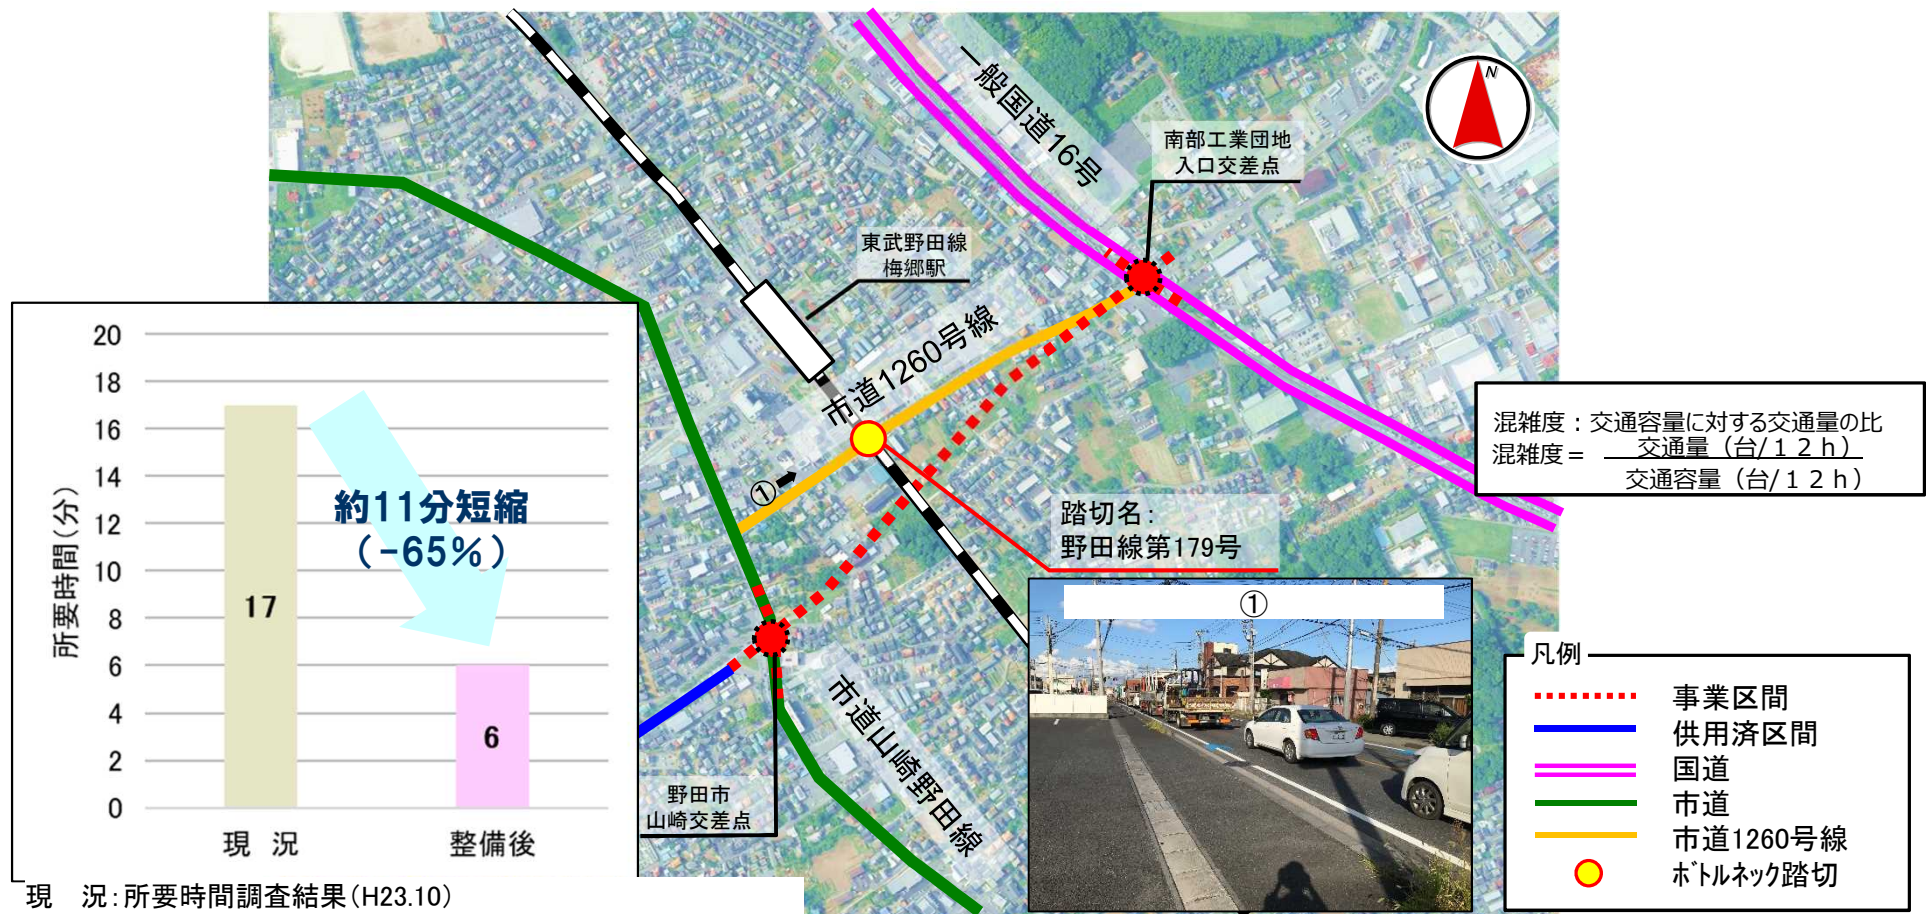 一般国道16号
N
南部工業団地
入口交差点
東武野田線
梅郷駅
市道1260号線
混雑度：交通容量に対する交通量の比
混雑度＝ 交通量（台/１２ｈ）
交通容量（台/１２ｈ）
20
18
16
14
12
10
8
6
4
2
0
所要時間(分)
約11分短縮
（-65%）
17
6
現 況
整備後
①
踏切名：
野田線第179号
①
野田市
山崎交差点
市道山崎野田線
凡例
事業区間
供用済区間
国道
市道
市道1260号線
ﾎﾞﾄﾙﾈｯｸ踏切
現　況：所要時間調査結果（H23.10）